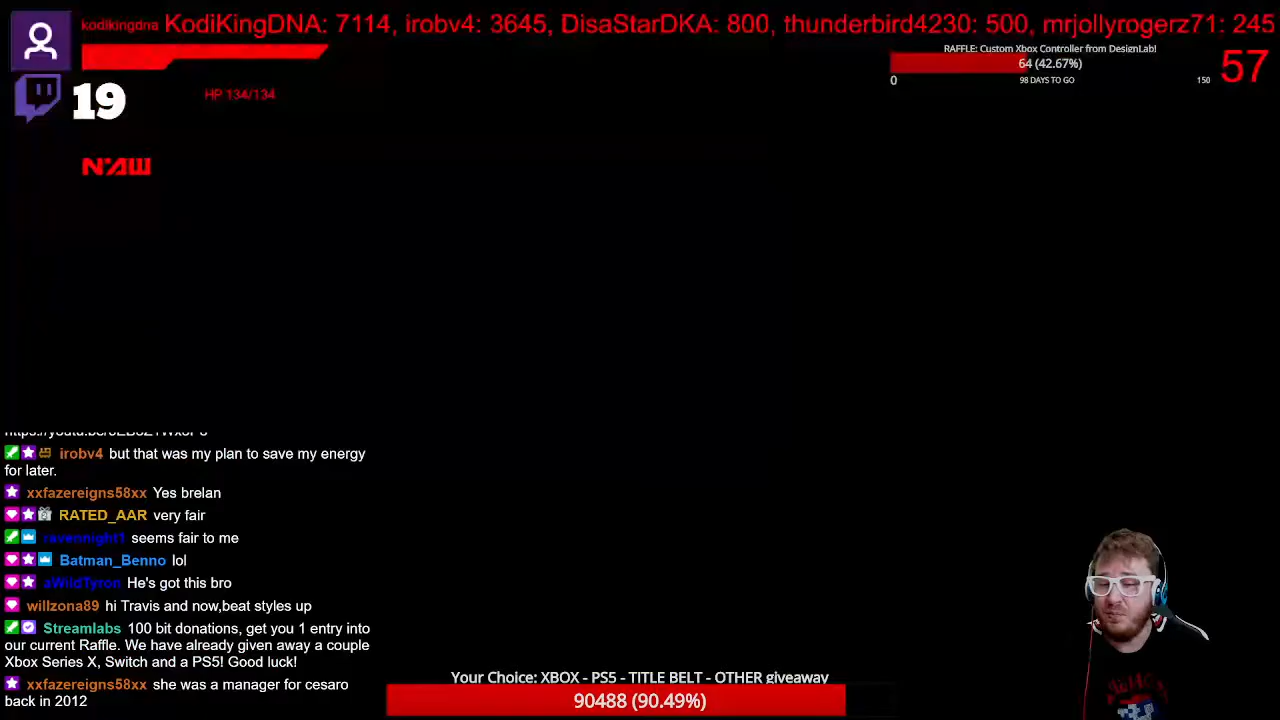 kodikingdna KodiKingDNA: 7114, irobv4: 3645, DisaStarDKA: 800, thunderbird4230: 500, mrjollyrogerz71: 245
RAFFLE: Custom Xbox Controller from DesignLab!
64 (42.67%)
57
0 98 DAYS TO GO 150
19
HP 134/134
irobv4 but that was my plan to save my energy
for later.
xxfazereigns58xx Yes brelan
RATED_AAR very fair
ravennight1 seems fair to me
Batman_Benno lol
aWildTyron He's got this bro
willzona89 hi Travis and now,beat styles up
Streamlabs 100 bit donations, get you 1 entry into
our current Raffle. We have already given away a couple
Xbox Series X, Switch and a PS5! Good luck!
xxfazereigns58xx she was a manager for cesaro
back in 2012
Your Choice: XBOX - PS5 - TITLE BELT - OTHER giveaway
90488 (90.49%)